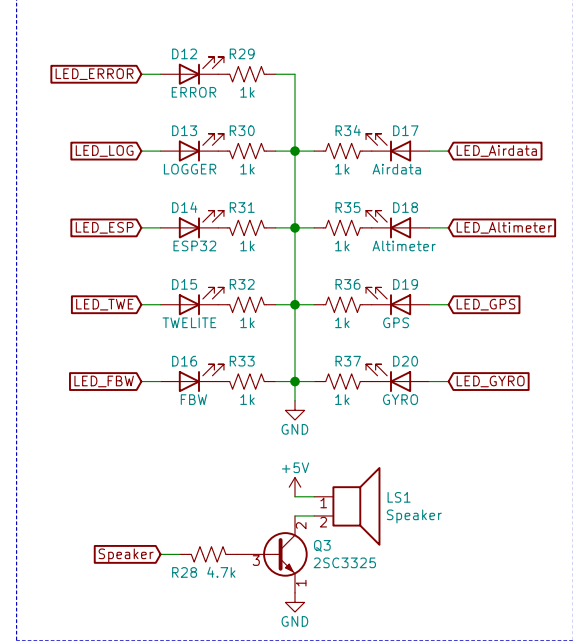 D12 R29
LED_ERROR
ERROR 1k
D13 R30 R34 D17
LED_LOG LED_Airdata
LOGGER 1k 1k Airdata
D14 R31 R35 D18
LED_ESP LED_Altimeter
ESP32 1k 1k Altimeter
D15 R32 R36 D19
LED_TWE LED_GPS
TWELITE 1k 1k GPS
D16 R33 R37 D20
LED_FBW LED_GYRO
FBW 1k 1k GYRO
GND
+5V
1 LS1
2 Speaker
2
Q3
Speaker 3 2SC3325
R28 4.7k
1
GND